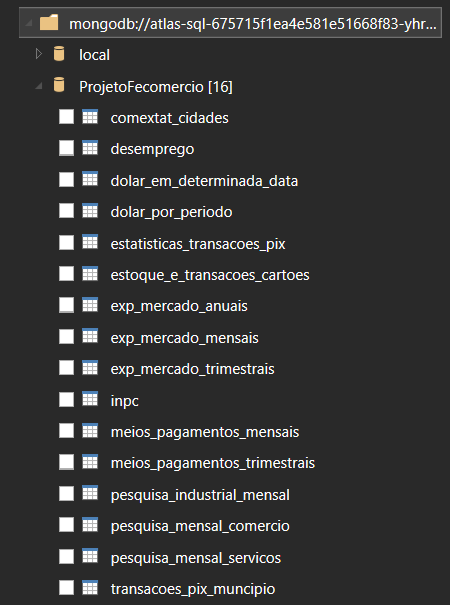 mongodb://atlas-sql-675715f1ea4e581e51668f83-yhr...
local
ProjetoFecomercio [16]
comextat_cidades
desemprego
dolar_em_determinada_data
dolar_por_periodo
estatisticas_transacoes_pix
estoque_e_transacoes_cartoes
exp_mercado_anuais
exp_mercado_mensais
exp_mercado_trimestrais
inpc
meios_pagamentos_mensais
meios_pagamentos_trimestrais
pesquisa_industrial_mensal
pesquisa_mensal_comercio
pesquisa_mensal_servicos
transacoes_pix_muncipio